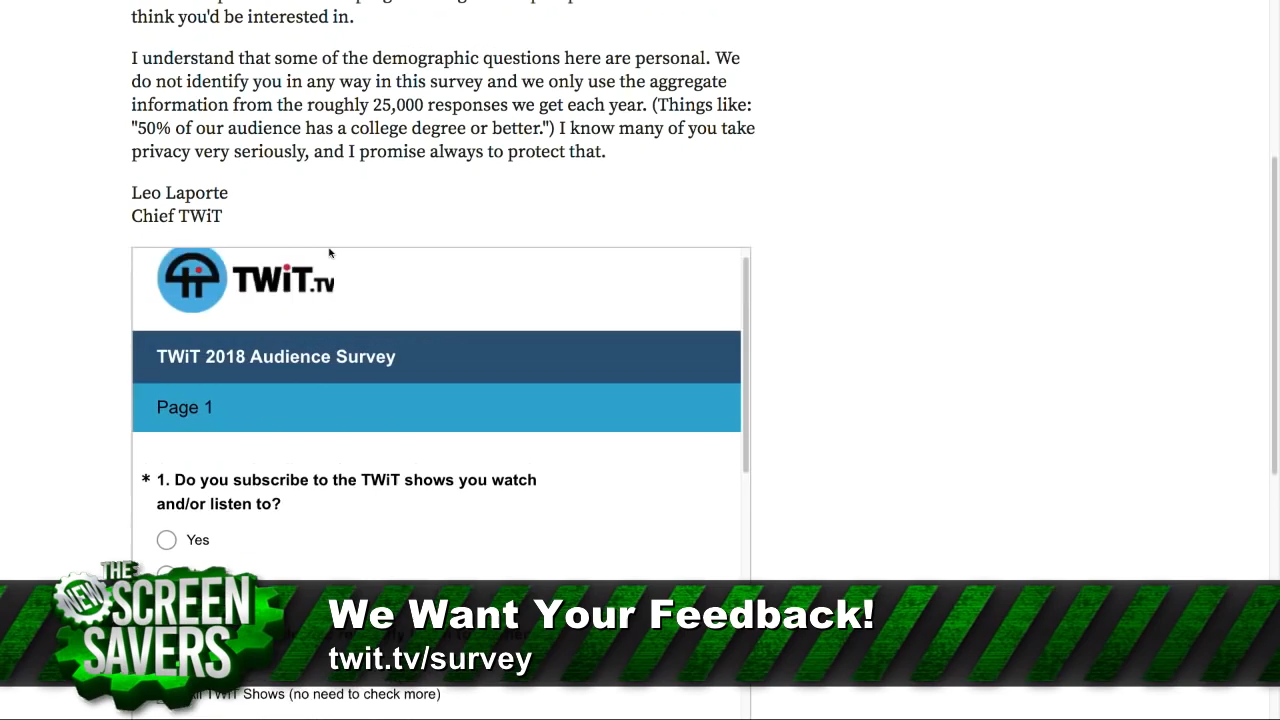 think you'd be interested in.
I understand that some of the demographic questions here are personal. We
do not identify you in any way in this survey and we only use the aggregate
information from the roughly 25,000 responses we get each year. (Things like:
"50% of our audience has a college degree or better.") I know many of you take
privacy very seriously, and I promise always to protect that.
Leo Laporte
Chief TWiT
TWiT.TV
TWiT 2018 Audience Survey
Page 1
* 1. Do you subscribe to the TWiT shows you watch
and/or listen to?
Yes
THE
NEW
SCREEN
SAVERS
We Want Your Feedback!
twit.tv/survey
TWiT Shows (no need to check more)